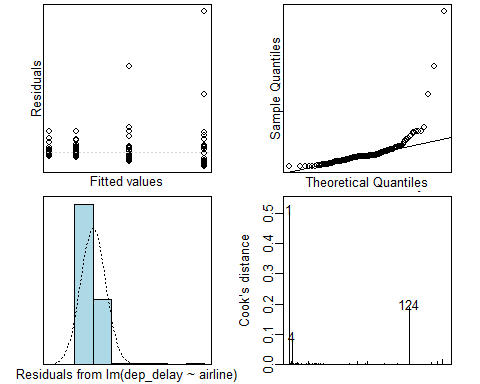 Residuals
Fitted values
Sample Quantiles
Theoretical Quantiles
Residuals from lm(dep_delay ~ airline)
Cook's distance
0.0 0.1 0.2 0.3 0.4 0.5
1
4
124